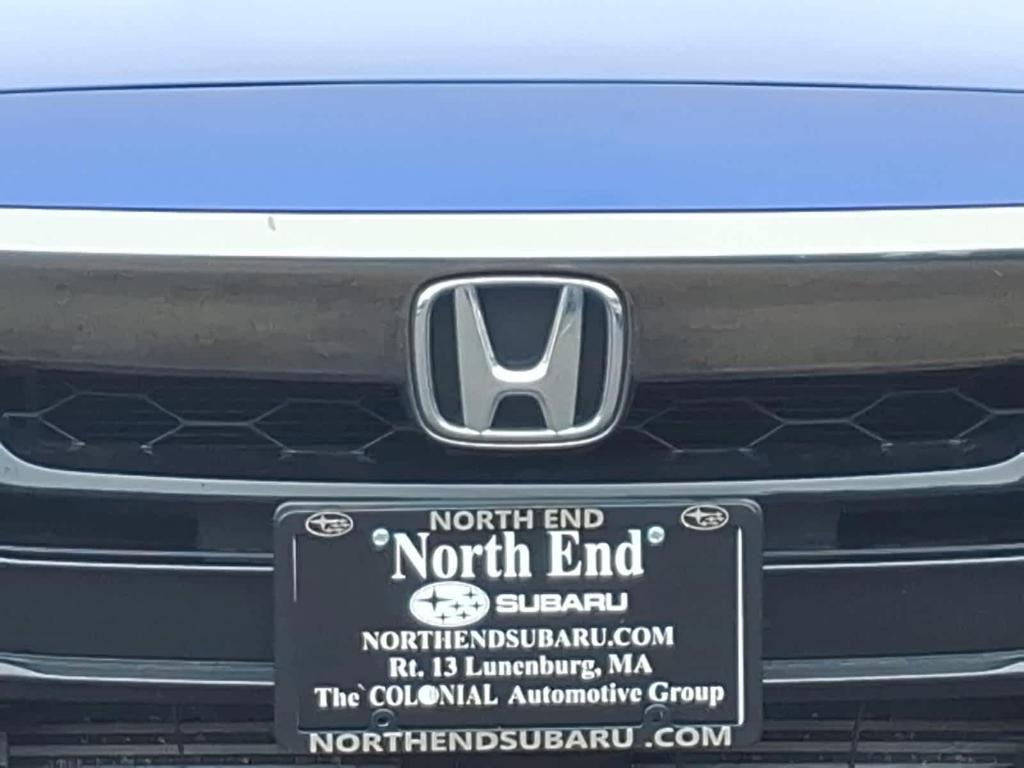 NORTH END
North End
SUBARU
NORTHENDSUBARU.COM
Rt. 13 Lunenburg, MA
The COLONIAL Automotive Group
NORTHENDSUBARU .COM